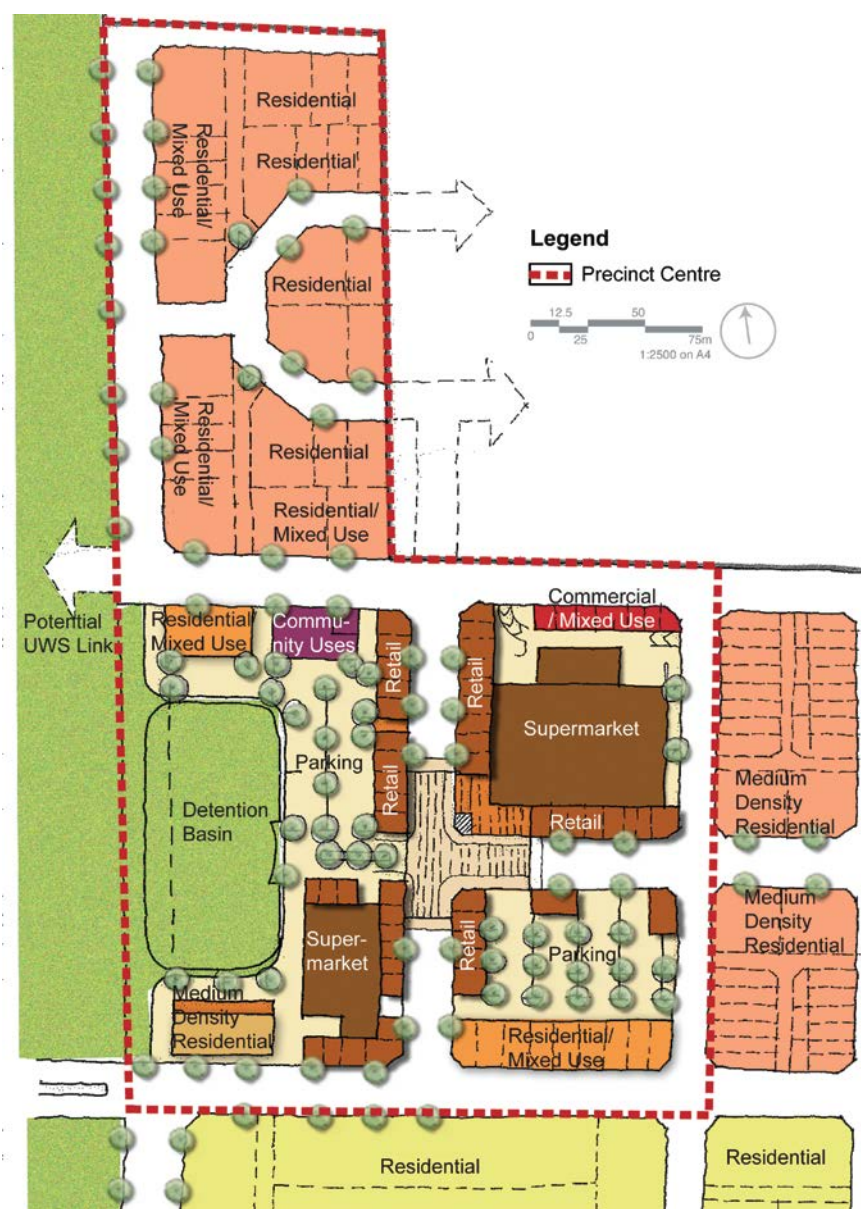 Residential
Residential
Residential/
Mixed Use
Residential
Legend
Precinct Centre
12.5
50
0
25
75m
1:2500 on A4
Residential/
Mixed Use
Residential
Residential/
Mixed Use
Potential
UWS Link
Residential/
Mixed Use
Commu-
nity Uses
Commercial
/ Mixed Use
Retail
Retail
Supermarket
Parking
Retail
Retail
Detention
Basin
Medium
Density
Residential
Super-
market
Retail
Parking
Medium
Density
Residential
Medium
Density
Residential
Residential/
Mixed Use
Residential
Residential